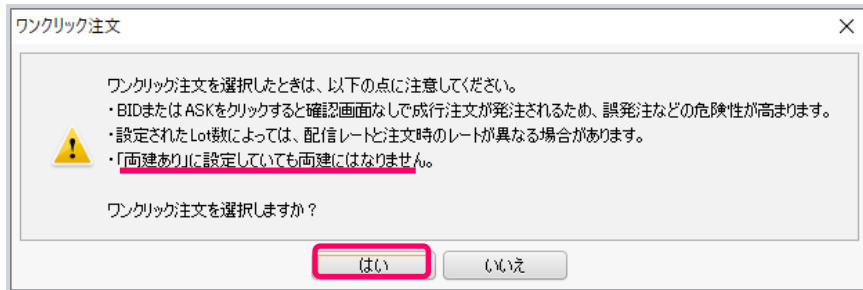 ワンクリック注文
ワンクリック注文を選択したときは、以下の点に注意してください。
・BIDまたはASKをクリックすると確認画面なしで成行注文が発注されるため、誤発注などの危険性が高まります。
・設定されたLot数によっては、配信レートと注文時のレートが異なる場合があります。
・「両建あり」に設定していても両建にはなりません。
ワンクリック注文を選択しますか？
はい
いいえ